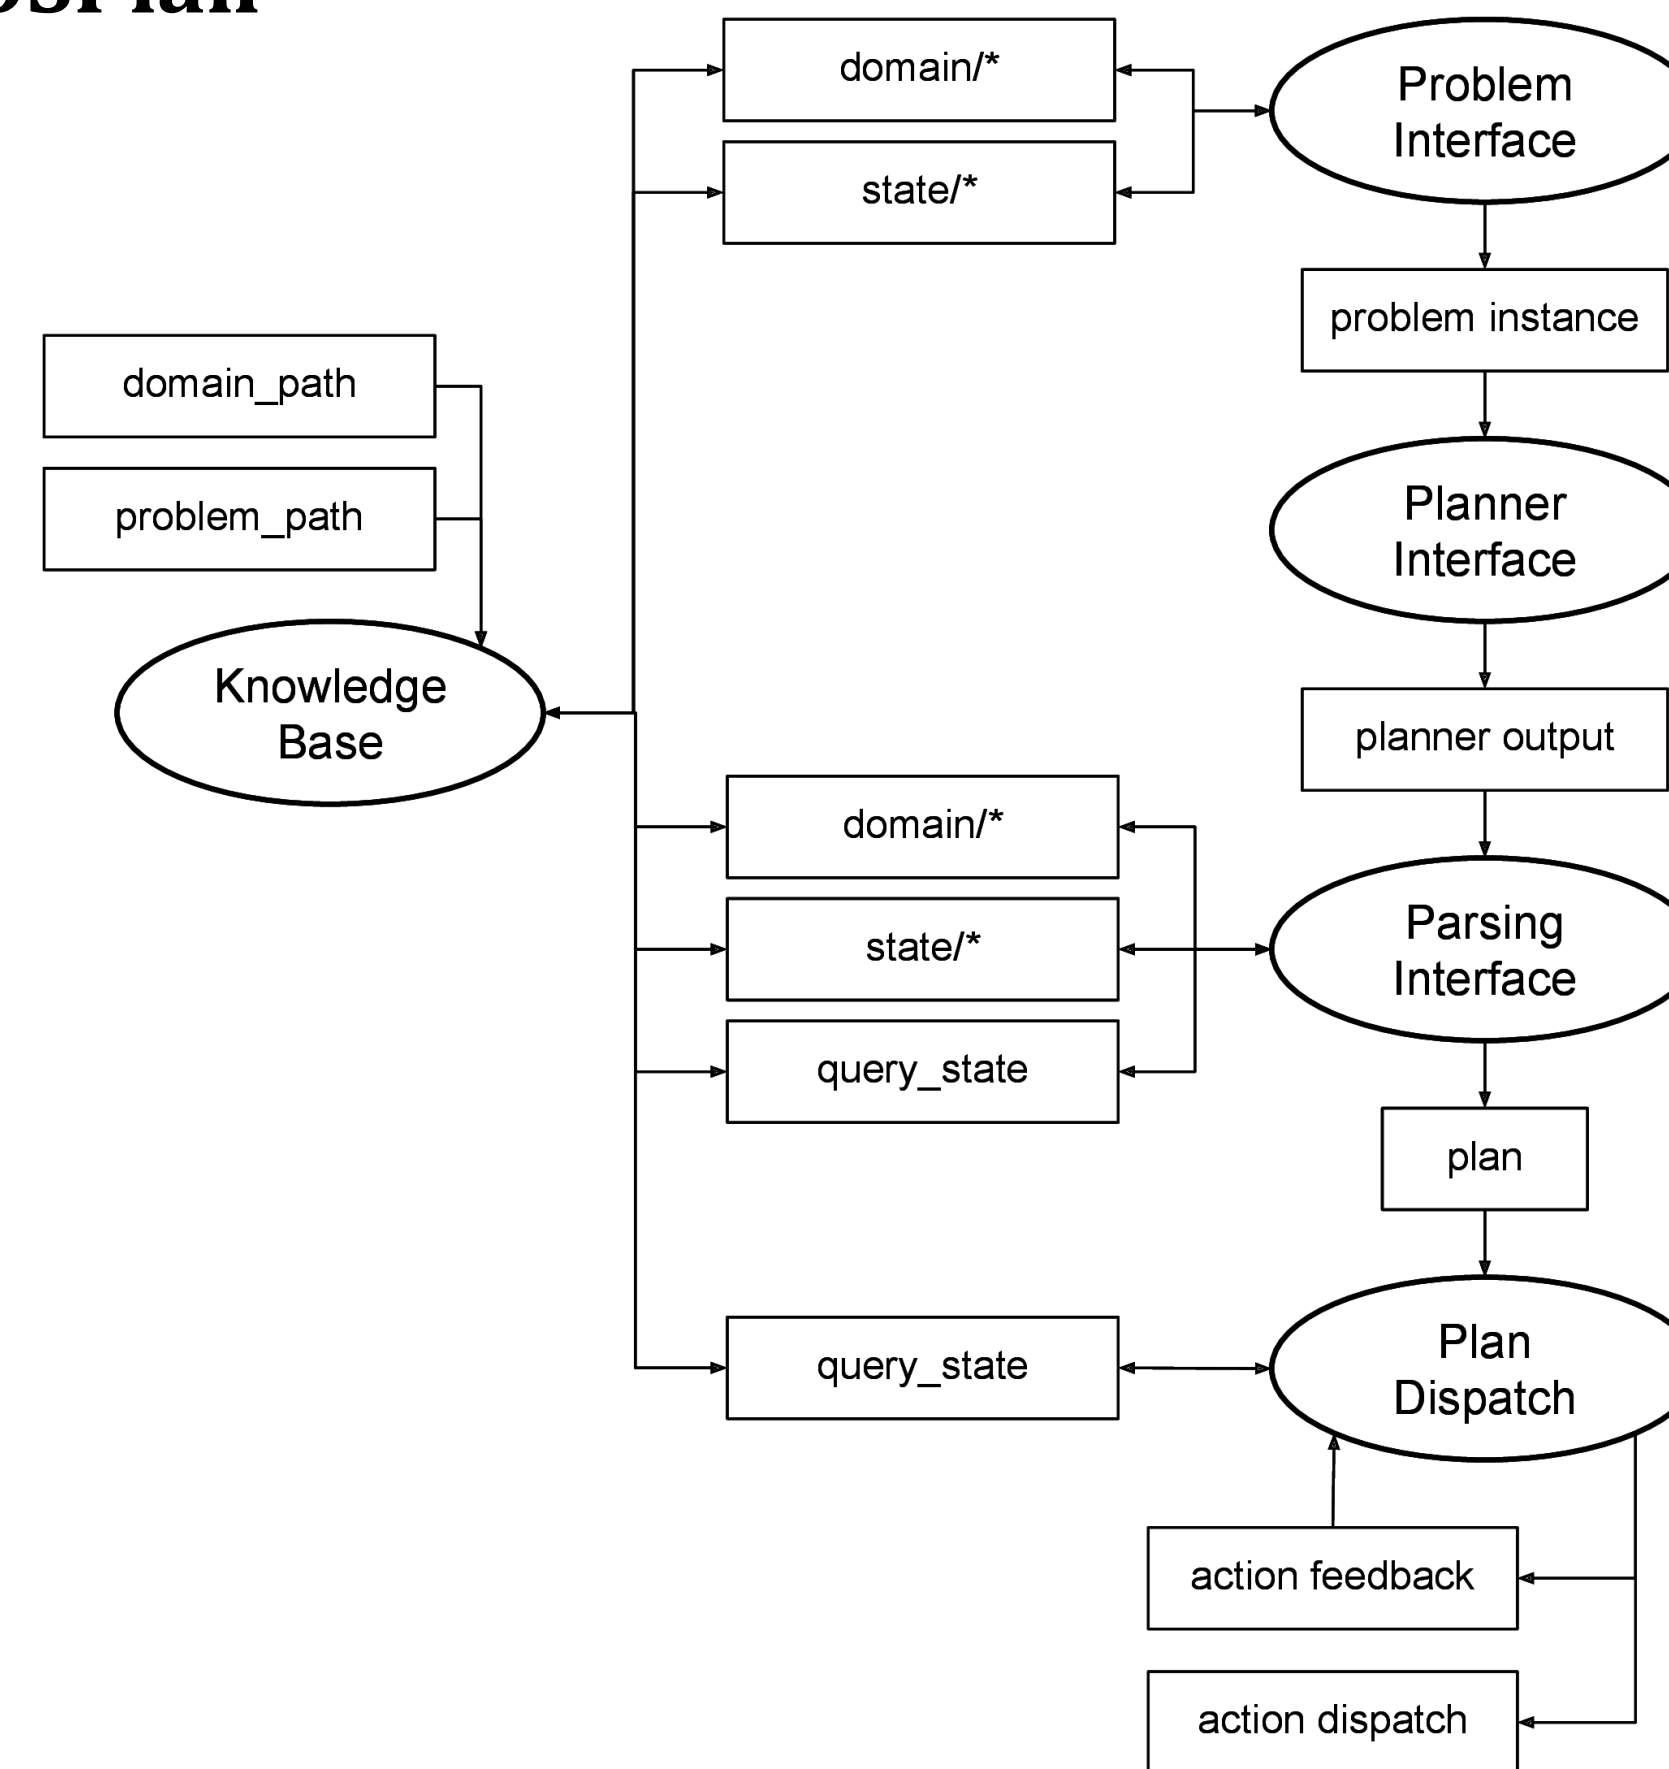 domain/*
Problem
Interface
state/*
problem instance
domain_path
problem_path
Planner
Interface
Knowledge
Base
planner output
domain/*
Parsing
Interface
state/*
query_state
plan
query_state
Plan
Dispatch
action feedback
action dispatch